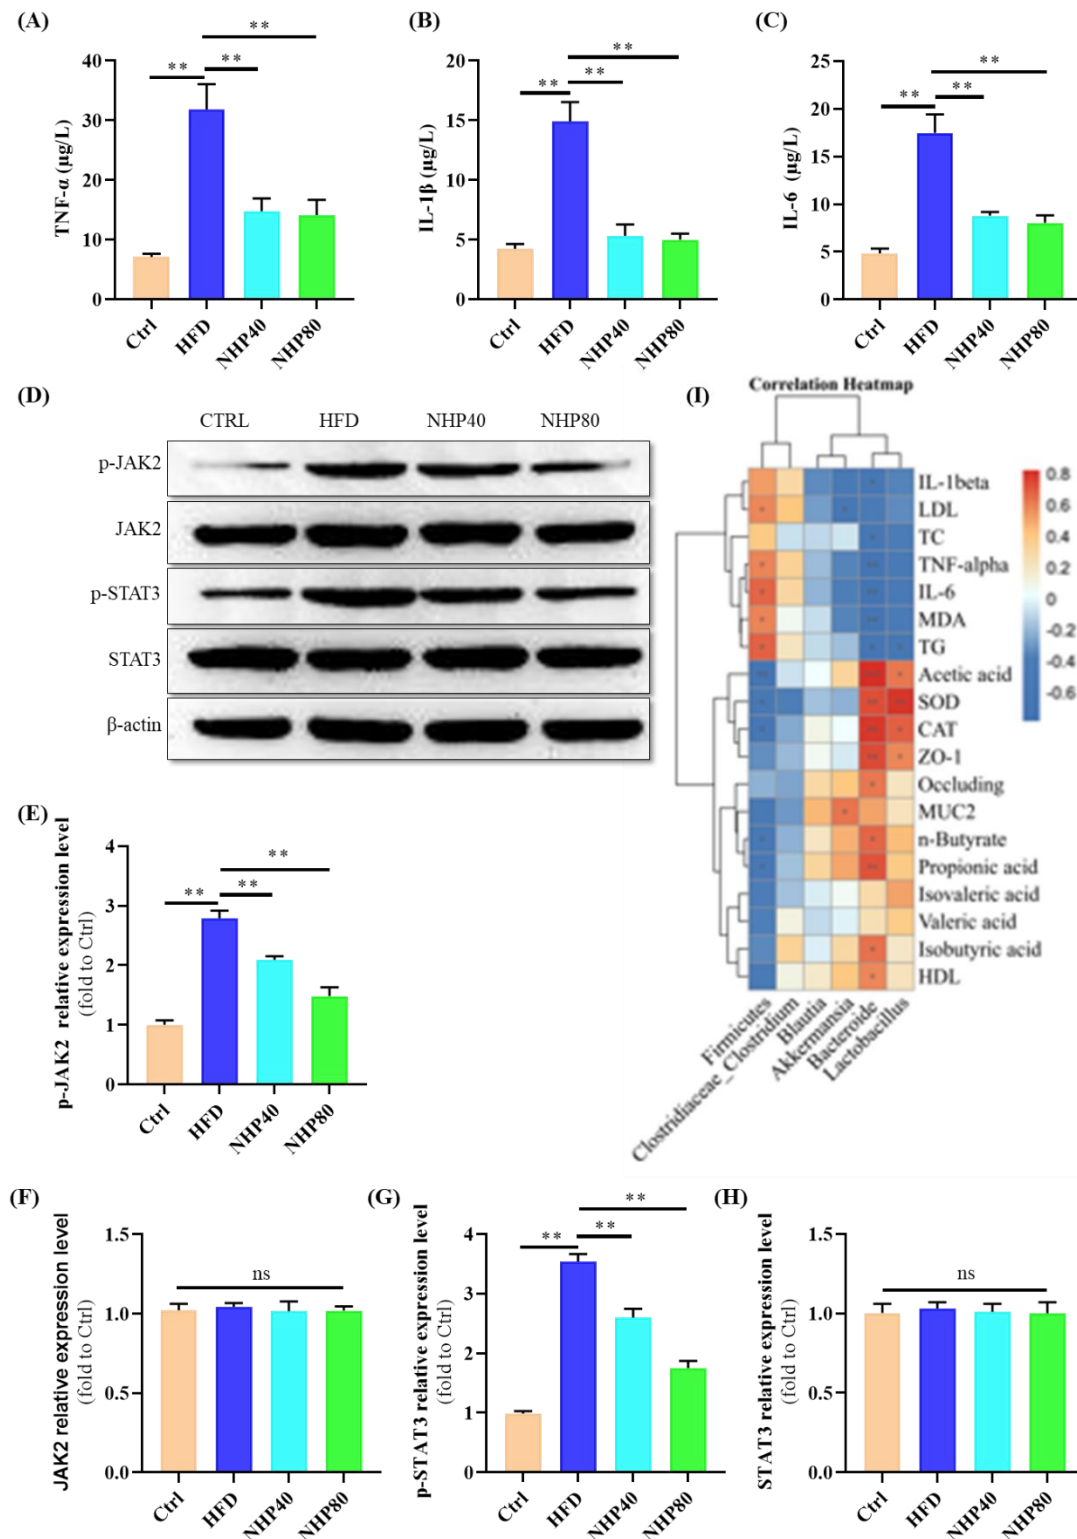 (A)
(B)
(C)
TNF-α (μg/L)
40
30
20
10
0
**
**
**
Ctrl
HFD
NHP40
NHP80
IL-1β (μg/L)
20
15
10
5
0
**
**
**
Ctrl
HFD
NHP40
NHP80
IL-6 (μg/L)
25
20
15
10
5
0
**
**
**
Ctrl
HFD
NHP40
NHP80
(D)
CTRL
HFD
NHP40
NHP80
p-JAK2
JAK2
p-STAT3
STAT3
β-actin
(I)
Correlation Heatmap
IL-1beta
LDL
TC
TNF-alpha
IL-6
MDA
TG
Acetic acid
SOD
CAT
ZO-1
Occluding
MUC2
n-Butyrate
Propionic acid
Isovaleric acid
Valeric acid
Isobutyric acid
HDL
0.8
0.6
0.4
0.2
0
-0.2
-0.4
-0.6
Firmicutes
Clostridiaceae_Clostridium
Blautia
Akkermansia
Bacteroide
Lactobacillus
(E)
p-JAK2 relative expression level
(fold to Ctrl)
4
3
2
1
0
**
**
**
Ctrl
HFD
NHP40
NHP80
(F)
JAK2 relative expression level
(fold to Ctrl)
1.5
1.0
0.5
0.0
ns
Ctrl
HFD
NHP40
NHP80
(G)
p-STAT3 relative expression level
(fold to Ctrl)
4
3
2
1
0
**
**
**
Ctrl
HFD
NHP40
NHP80
(H)
STAT3 relative expression level
(fold to Ctrl)
1.5
1.0
0.5
0.0
ns
Ctrl
HFD
NHP40
NHP80